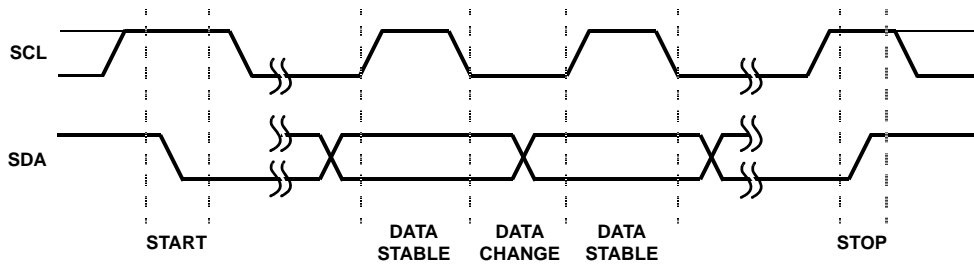 SCL
SDA
START
DATA
STABLE
DATA
CHANGE
DATA
STABLE
STOP